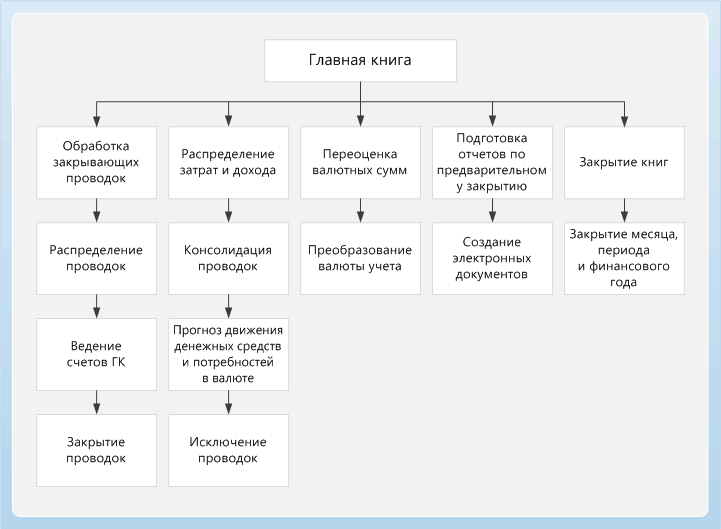 Главная книга
Обработка
закрывающих
проводок
Распределение
затрат и дохода
Переоценка
валютных сумм
Подготовка
отчетов по
предварительном
у закрытию
Закрытие книг
Распределение
проводок
Консолидация
проводок
Преобразование
валюты учета
Создание
электронных
документов
Закрытие месяца,
периода
и финансового
года
Ведение
счетов ГК
Прогноз движения
денежных средств
и потребностей
в валюте
Закрытие
проводок
Исключение
проводок